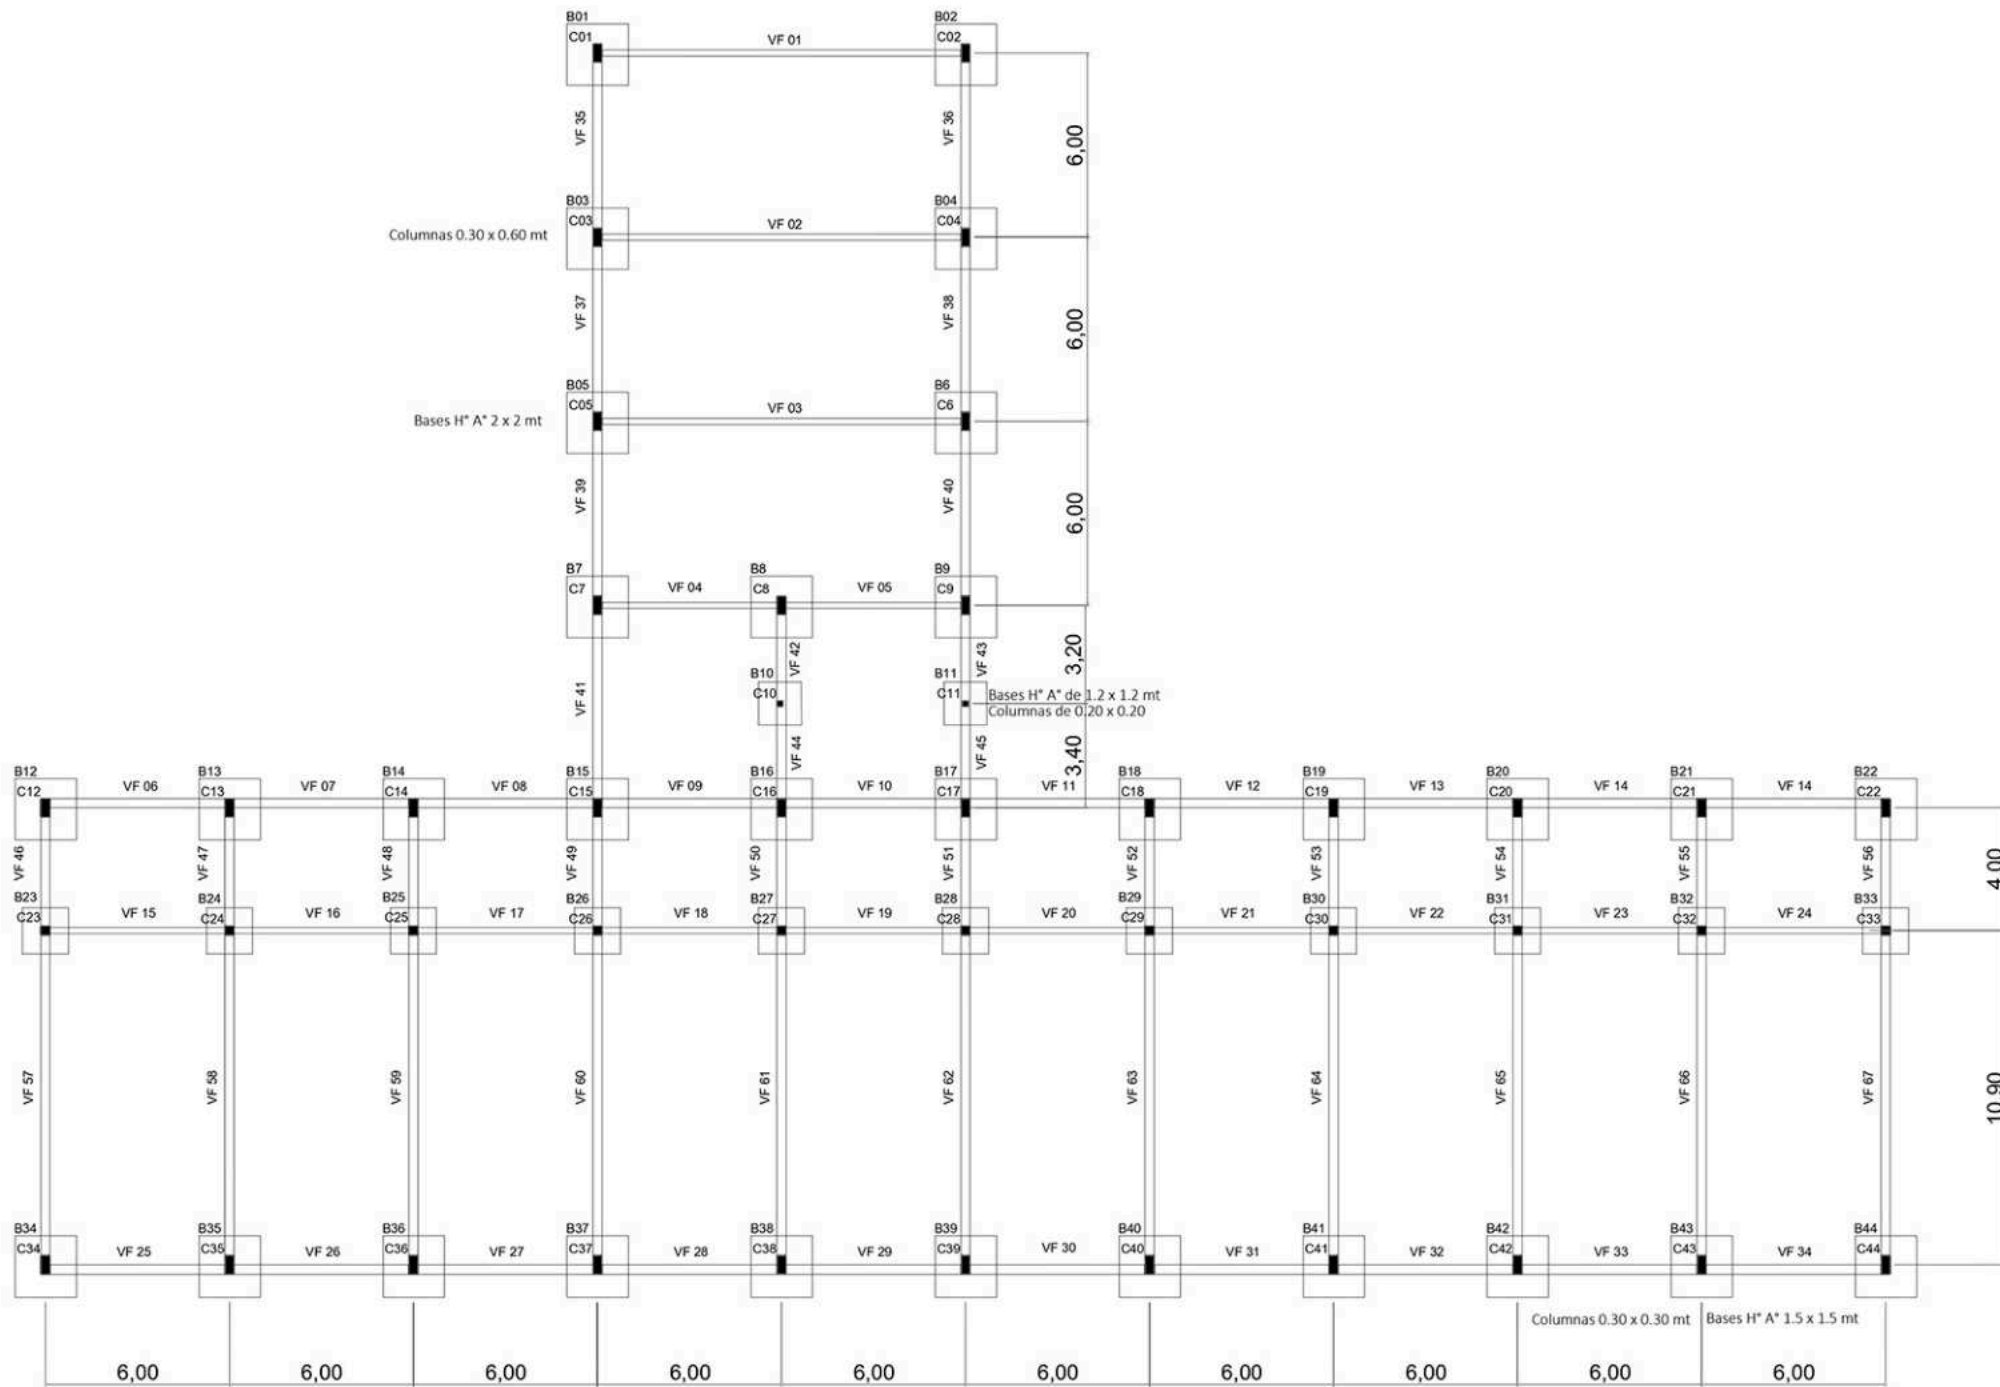 B01
B02
C01
VF 01
C02
VF 35
VF 36
6,00
B03
B04
Columnas 0.30 x 0.60 mt
C03
VF 02
C04
VF 37
VF 38
6,00
B05
B6
Bases H° A° 2 x 2 mt
C05
VF 03
C6
VF 39
VF 40
6,00
B7
B8
B9
C7
VF 04
C8
VF 05
C9
VF 42
VF 43
3,20
B10
B11
VF 41
C10
C11
Bases H° A° de 1.2 x 1.2 mt
Columnas de 0.20 x 0.20
VF 44
VF 45
3,40
B12
B13
B14
B15
B16
B17
B18
B19
B20
B21
B22
C12
VF 06
C13
VF 07
C14
VF 08
C15
VF 09
C16
VF 10
C17
VF 11
C18
VF 12
C19
VF 13
C20
VF 14
C21
VF 14
C22
VF 46
VF 47
VF 48
VF 49
VF 50
VF 51
VF 52
VF 53
VF 54
VF 55
VF 56
4,00
B23
B24
B25
B26
B27
B28
B29
B30
B31
B32
B33
C23
VF 15
C24
VF 16
C25
VF 17
C26
VF 18
C27
VF 19
C28
VF 20
C29
VF 21
C30
VF 22
C31
VF 23
C32
VF 24
C33
VF 57
VF 58
VF 59
VF 60
VF 61
VF 62
VF 63
VF 64
VF 65
VF 66
VF 67
10,90
B34
B35
B36
B37
B38
B39
B40
B41
B42
B43
B44
C34
VF 25
C35
VF 26
C36
VF 27
C37
VF 28
C38
VF 29
C39
VF 30
C40
VF 31
C41
VF 32
C42
VF 33
C43
VF 34
C44
Columnas 0.30 x 0.30 mt
Bases H° A° 1.5 x 1.5 mt
6,00
6,00
6,00
6,00
6,00
6,00
6,00
6,00
6,00
6,00